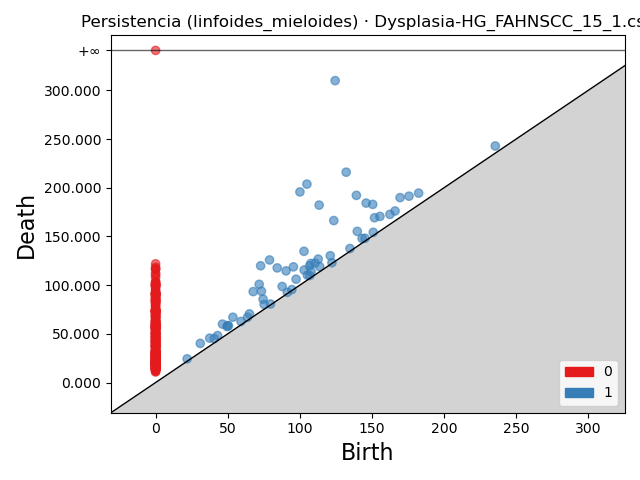 Persistencia (linfoides_mieloides) · Dysplasia-HG_FAHNSCC_15_1.cs
+∞
300.000
250.000
200.000
150.000
100.000
50.000
0.000
Death
0
1
0 50 100 150 200 250 300
Birth